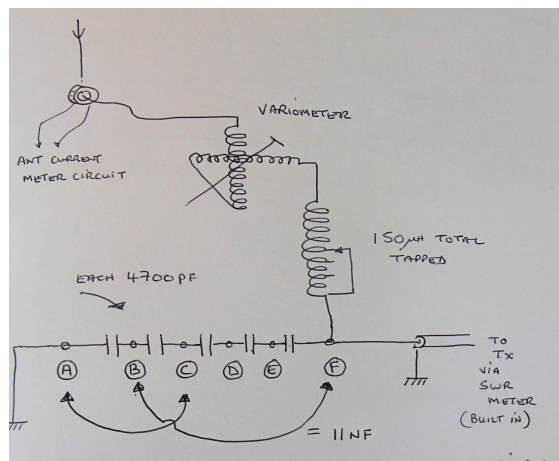 VARIOMETER
ANT CURRENT
METER CIRCUIT
150µH TOTAL
TAPPED
EACH 4700PF
A
B
C
D
E
F
TO
TX
VIA
SWR
METER
(BUILT IN)
= 11NF